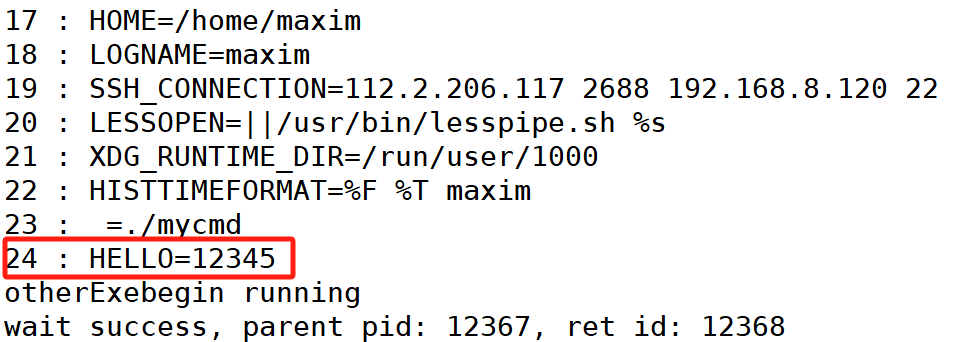 17 : HOME=/home/maxim
18 : LOGNAME=maxim
19 : SSH_CONNECTION=112.2.206.117 2688 192.168.8.120 22
20 : LESSOPEN=||/usr/bin/lesspipe.sh %s
21 : XDG_RUNTIME_DIR=/run/user/1000
22 : HISTTIMEFORMAT=%F %T maxim
23 :  =./mycmd
24 : HELLO=12345
otherExebegin running
wait success, parent pid: 12367, ret id: 12368